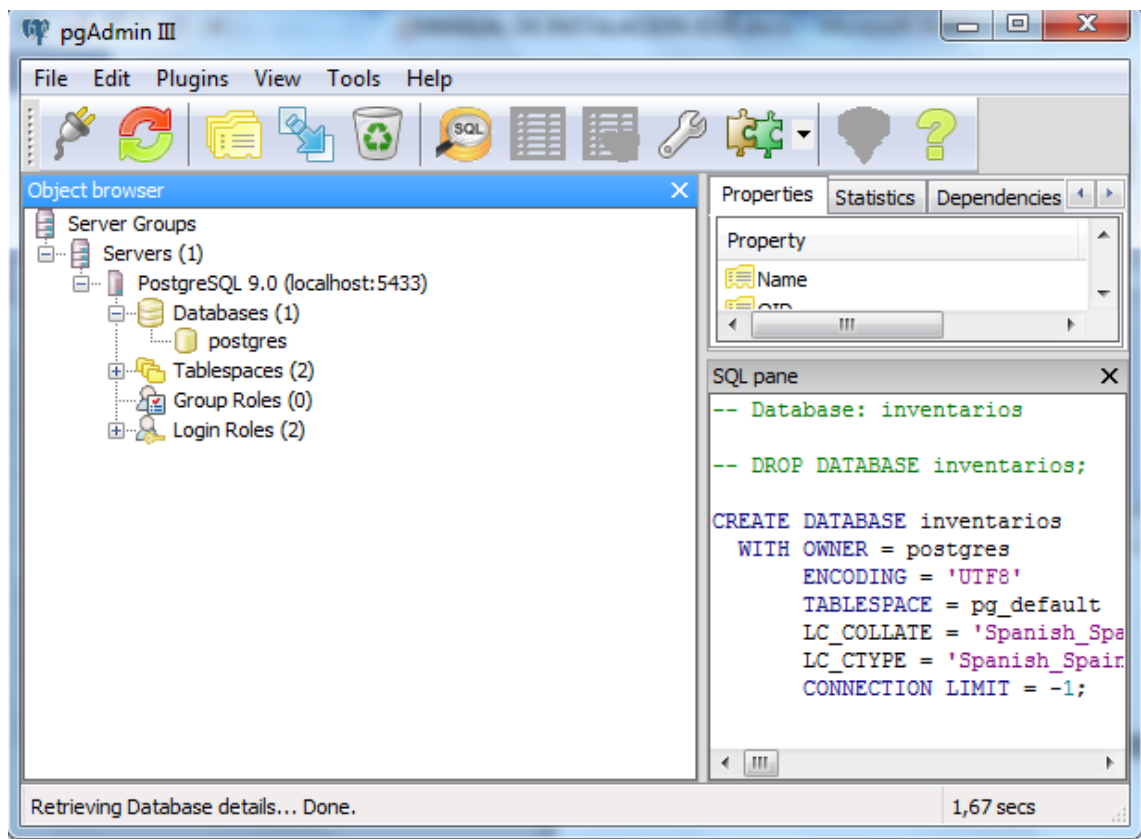 pgAdmin III
File Edit Plugins View Tools Help
SQL
Object browser
Server Groups
Servers (1)
PostgreSQL 9.0 (localhost:5433)
Databases (1)
postgres
Tablespaces (2)
Group Roles (0)
Login Roles (2)
Properties Statistics Dependencies
Property
Name
OID
SQL pane
-- Database: inventarios
-- DROP DATABASE inventarios;
CREATE DATABASE inventarios
WITH OWNER = postgres
ENCODING = 'UTF8'
TABLESPACE = pg_default
LC_COLLATE = 'Spanish_Spa
LC_CTYPE = 'Spanish_Spain
CONNECTION LIMIT = -1;
Retrieving Database details... Done.
1,67 secs